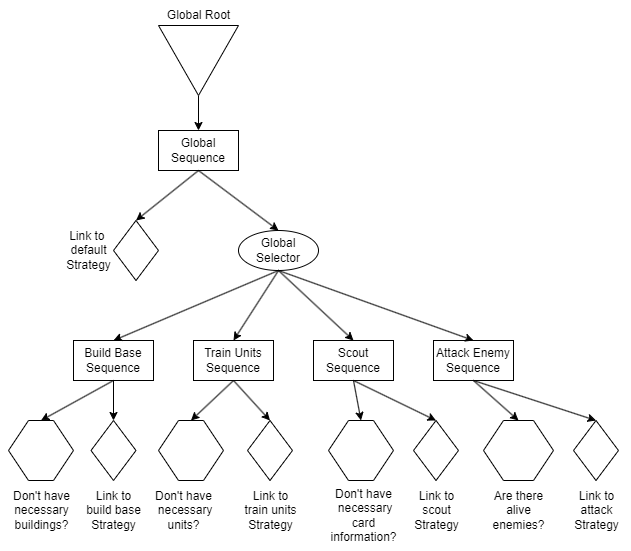 Global Root
Global
Sequence
Link to
default
Strategy
Global
Selector
Build Base
Sequence
Train Units
Sequence
Scout
Sequence
Attack Enemy
Sequence
Don't have
necessary
buildings?
Link to
build base
Strategy
Don't have
necessary
units?
Link to
train units
Strategy
Don't have
necessary
card
information?
Link to
scout
Strategy
Are there
alive
enemies?
Link to
attack
Strategy